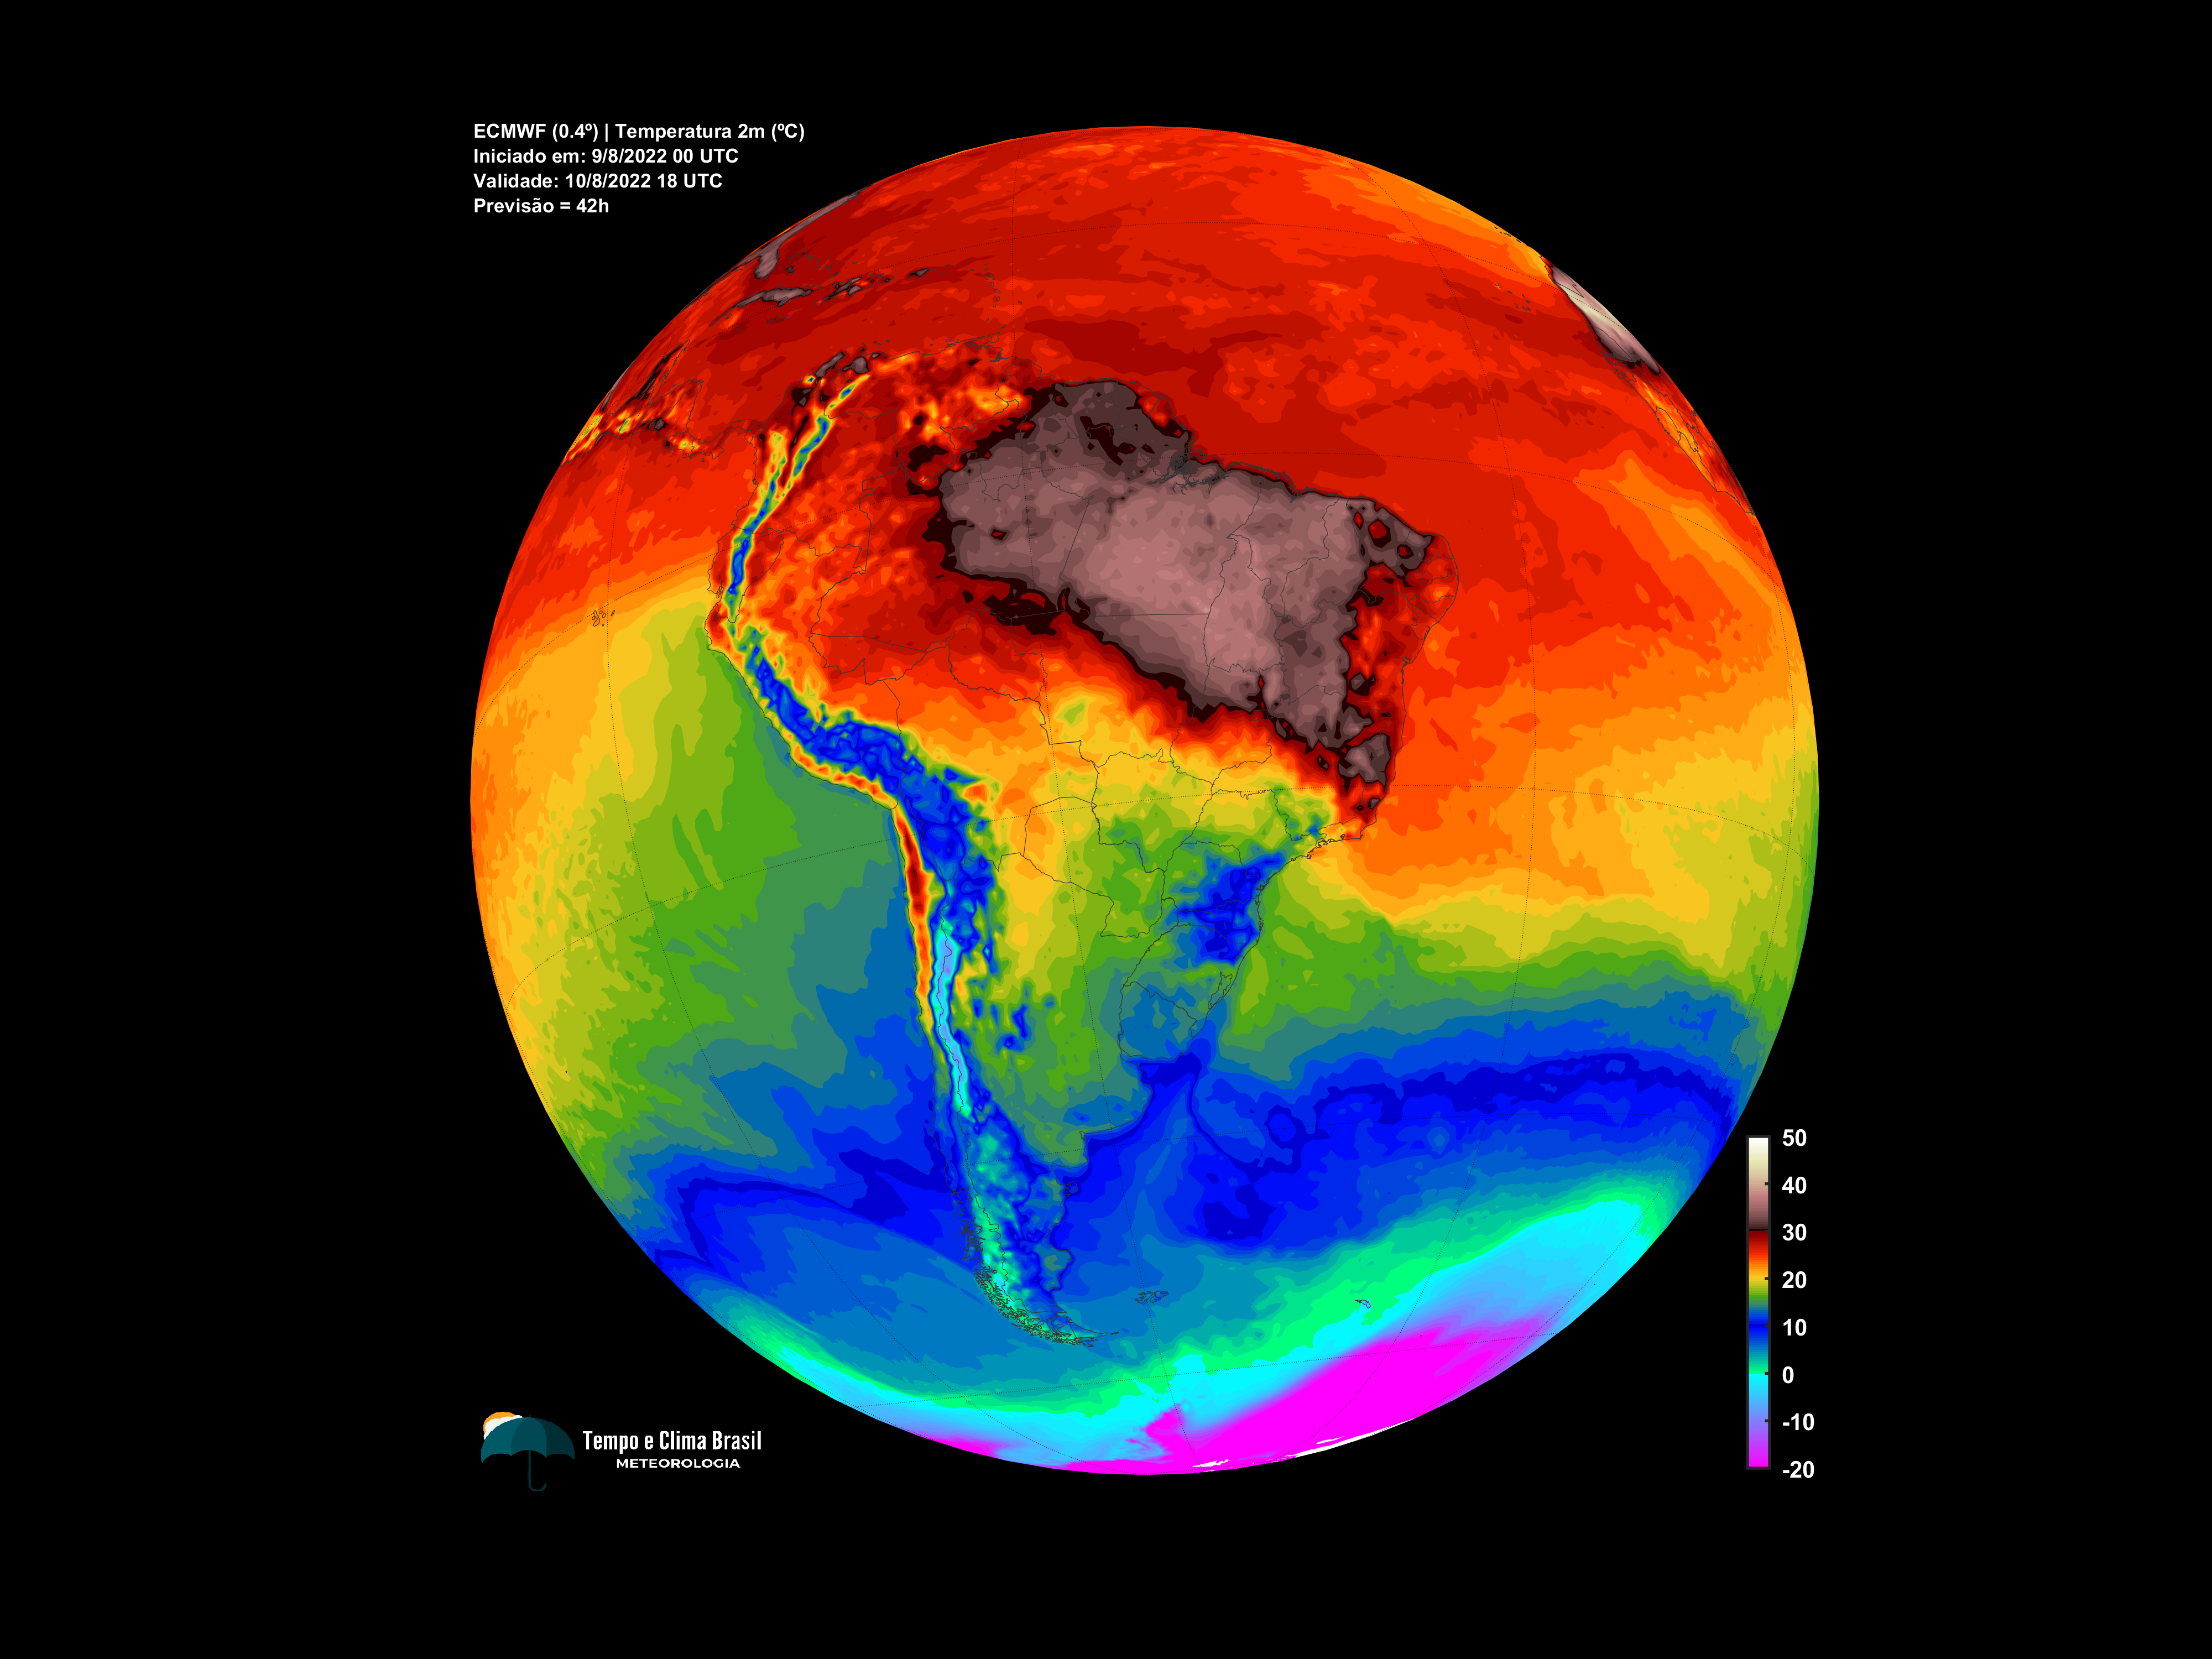 ECMWF (0.4º) | Temperatura 2m (ºC)
Iniciado em: 9/8/2022 00 UTC
Validade: 10/8/2022 18 UTC
Previsão = 42h
50
40
30
20
10
0
-10
-20
Tempo e Clima Brasil
METEOROLOGIA